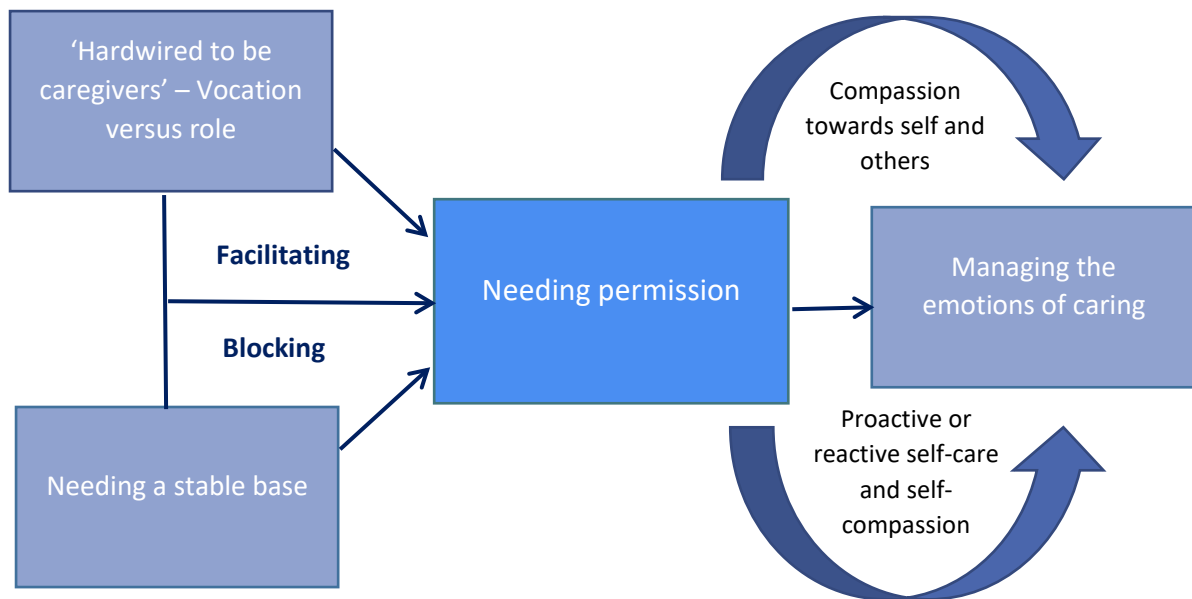 ‘Hardwired to be
caregivers’ – Vocation
versus role
Compassion
towards self and
others
Facilitating
Needing permission
Managing the
emotions of caring
Blocking
Needing a stable base
Proactive or
reactive self-care
and self-
compassion